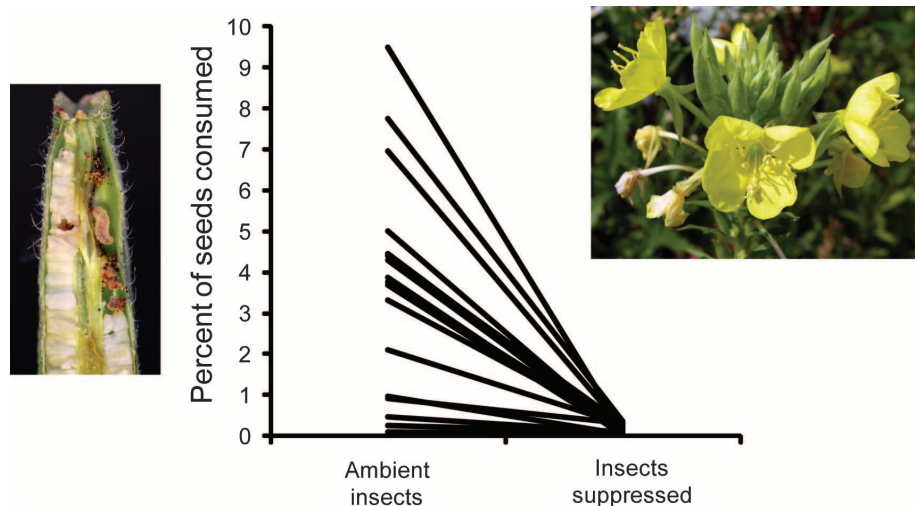 Percent of seeds consumed
10
9
8
7
6
5
4
3
2
1
0
Ambient
insects
Insects
suppressed